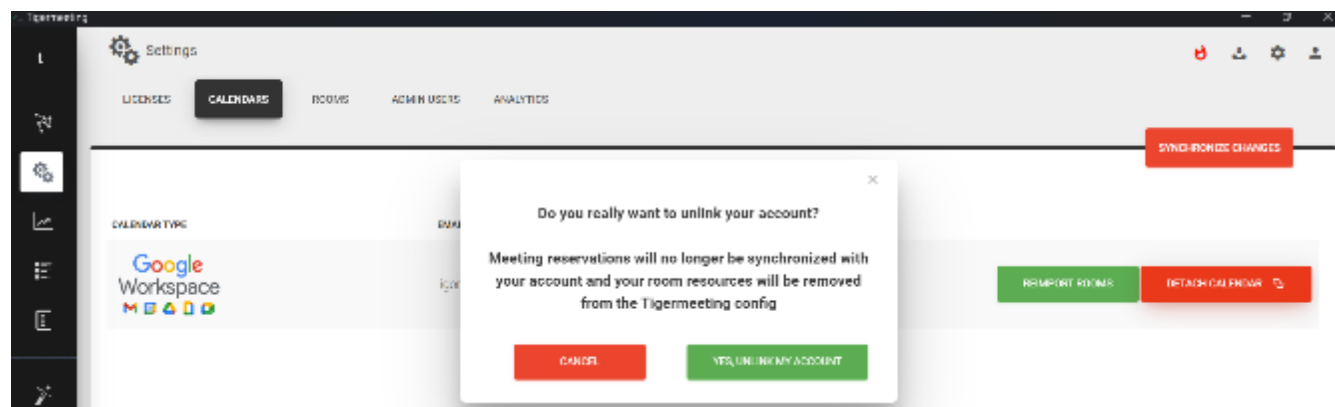 Tigermeeting
Settings
LICENSES CALENDARS ROOMS ADMIN USERS ANALYTICS
SYNCHRONIZE CHANGES
Do you really want to unlink your account?
CALENDAR TYPE EMAI
Meeting reservations will no longer be synchronized with
your account and your room resources will be removed
from the Tigermeeting config
Google
Workspace
igor
REIMPORT ROOMS DETACH CALENDAR
CANCEL YES, UNLINK MY ACCOUNT